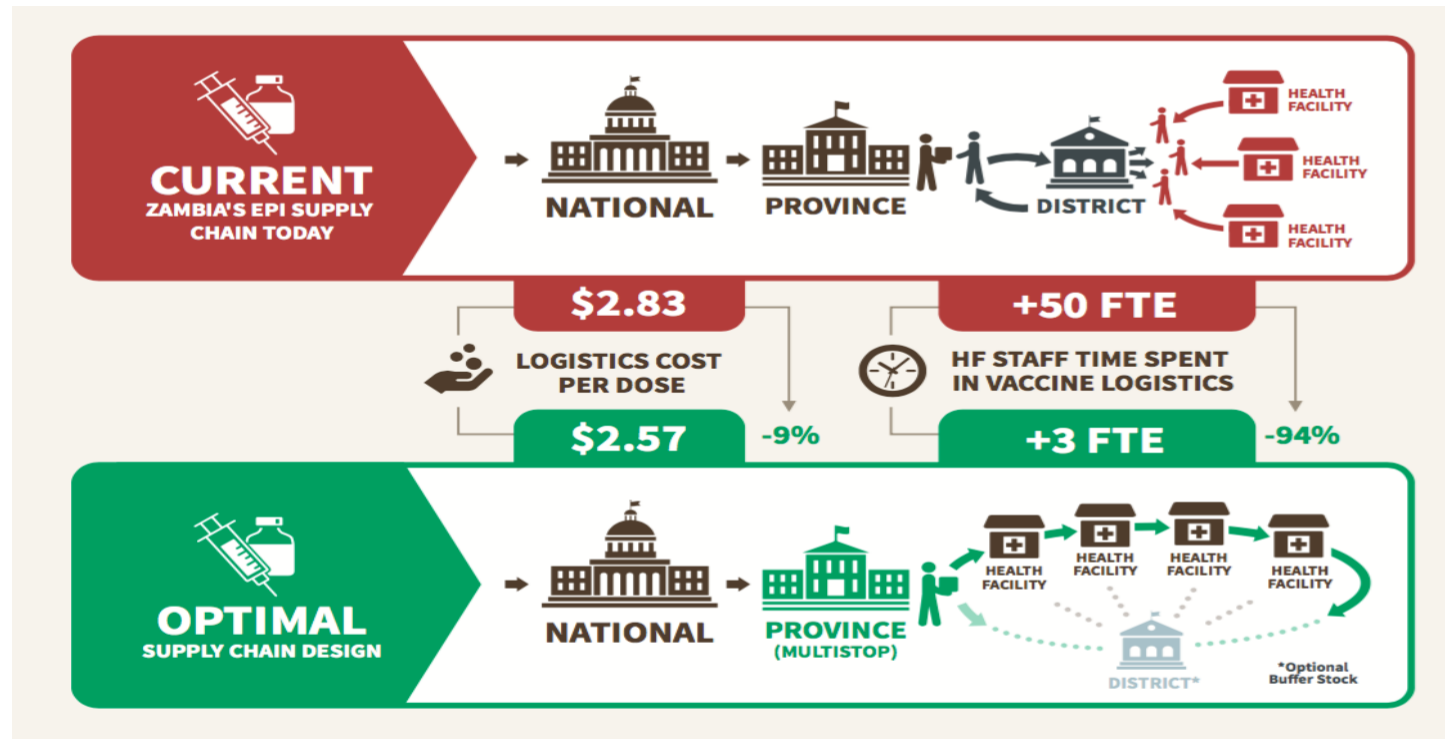 CURRENT
ZAMBIA'S EPI SUPPLY
CHAIN TODAY
NATIONAL
PROVINCE
DISTRICT
HEALTH
FACILITY
HEALTH
FACILITY
HEALTH
FACILITY
$2.83
+50 FTE
LOGISTICS COST
PER DOSE
HF STAFF TIME SPENT
IN VACCINE LOGISTICS
$2.57
-9%
+3 FTE
-94%
OPTIMAL
SUPPLY CHAIN DESIGN
NATIONAL
PROVINCE
(MULTISTOP)
HEALTH
FACILITY
HEALTH
FACILITY
HEALTH
FACILITY
HEALTH
FACILITY
DISTRICT*
*Optional
Buffer Stock